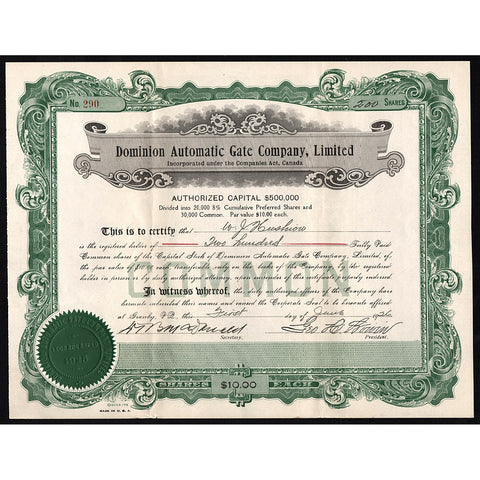 No. 290
200 SHARES
Dominion Automatic Gate Company, Limited
Incorporated under the Companies Act, Canada
AUTHORIZED CAPITAL $500,000
Divided into 20,000 8% Cumulative Preferred Shares and
30,000 Common. Par value $10.00 each.
This is to certify that W. J.
is the registered holder of Two hundred Fully Paid
Common shares of the Capital Stock of Dominion Automatic Gate Company, Limited, of
the par value of $10.00 each transferable only on the books of the Company by the registered
holder in person or by duly authorized attorney, upon surrender of this certificate properly
endorsed.
COMMON
In witness whereof, the duly authorized officers of the Company have
hereunto subscribed their names and caused the Corporate Seal to be hereunto affixed
at Granby, P.Q. this First day of June 1926
Secretary.
President.
SHARES $10.00 EACH
MADE IN U. S. A.